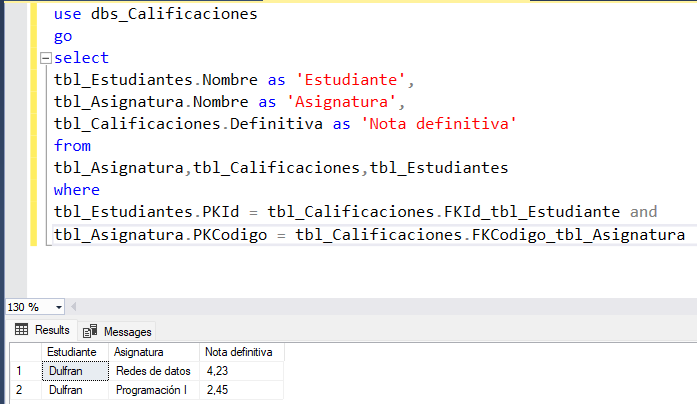 use dbs_Calificaciones
go
select
tbl_Estudiantes.Nombre as 'Estudiante',
tbl_Asignatura.Nombre as 'Asignatura',
tbl_Calificaciones.Definitiva as 'Nota definitiva'
from
tbl_Asignatura,tbl_Calificaciones,tbl_Estudiantes
where
tbl_Estudiantes.PKId = tbl_Calificaciones.FKId_tbl_Estudiante and
tbl_Asignatura.PKCodigo = tbl_Calificaciones.FKCodigo_tbl_Asignatura
130 %
Results Messages
Estudiante Asignatura Nota definitiva
1 Dulfran Redes de datos 4,23
2 Dulfran Programación I 2,45